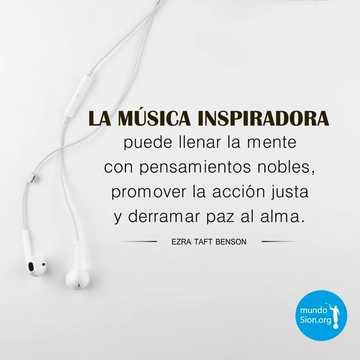 LA MÚSICA INSPIRADORA
puede llenar la mente
con pensamientos nobles,
promover la acción justa
y derramar paz al alma.
EZRA TAFT BENSON
mundo
Sion.org